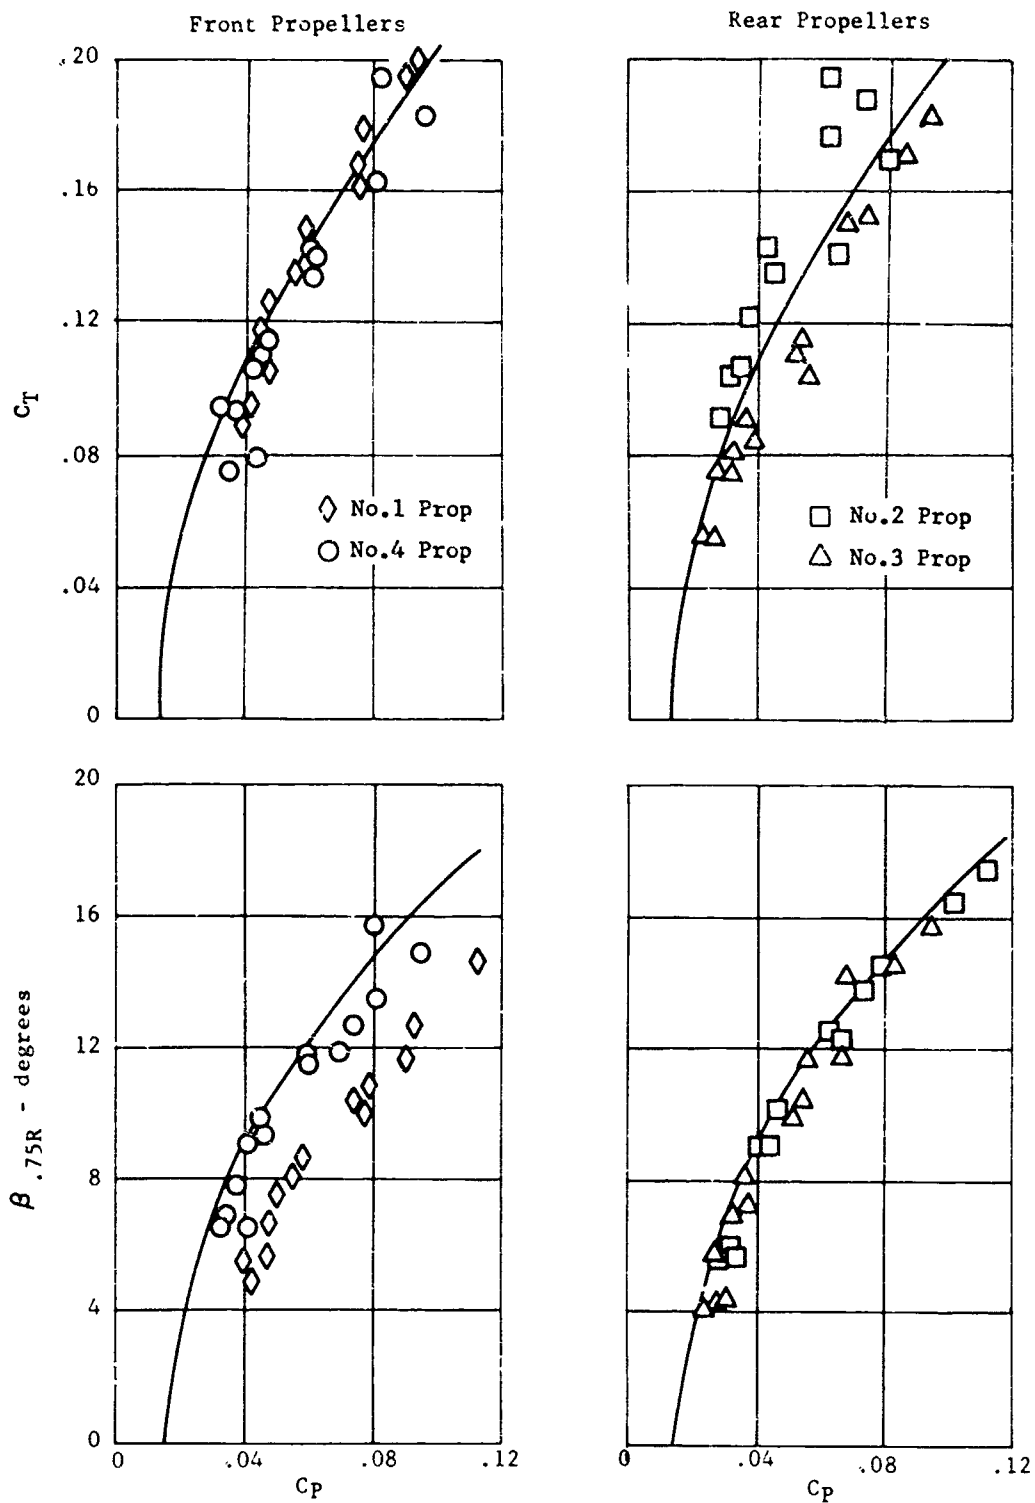 Front Propellers
Rear Propellers
.20
.16
.12
.08
.04
0
C_T
No.1 Prop
No.4 Prop
No.2 Prop
No.3 Prop
20
16
12
8
4
0
β .75R - degrees
0 .04 .08 .12
C_P
0 .04 .08 .12
C_P